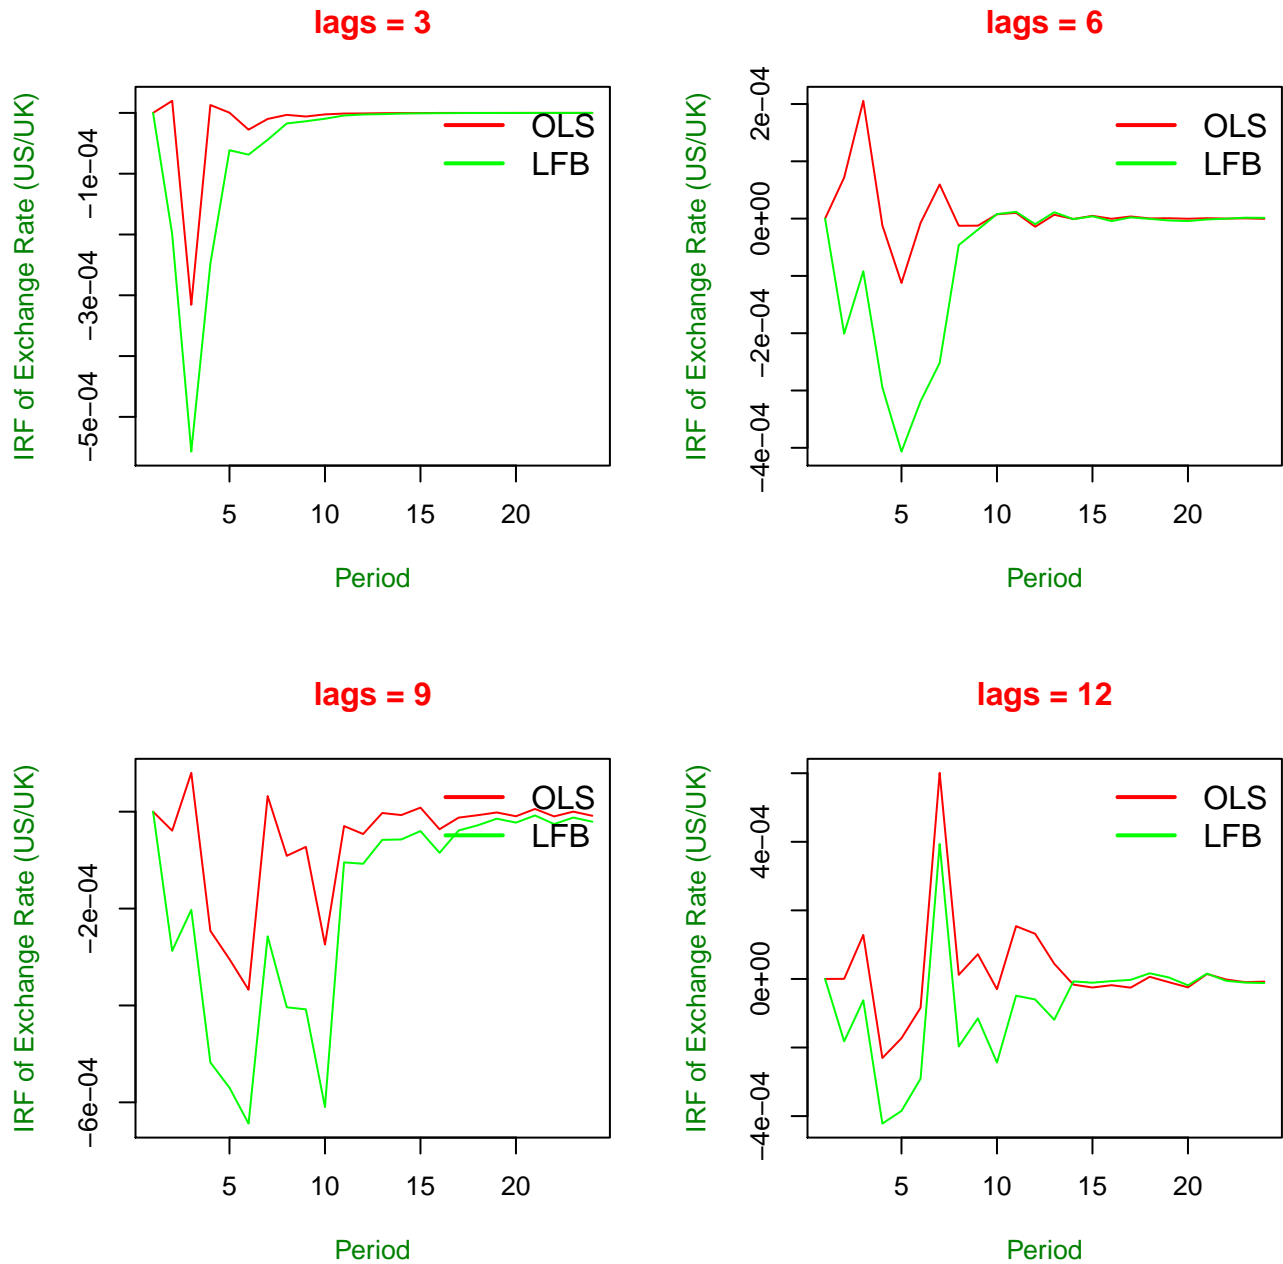 lags = 3
IRF of Exchange Rate (US/UK)
−1e−04
−3e−04
−5e−04
OLS
LFB
5 10 15 20
Period
lags = 6
IRF of Exchange Rate (US/UK)
2e−04
0e+00
−2e−04
−4e−04
OLS
LFB
5 10 15 20
Period
lags = 9
IRF of Exchange Rate (US/UK)
−2e−04
−6e−04
OLS
LFB
5 10 15 20
Period
lags = 12
IRF of Exchange Rate (US/UK)
4e−04
0e+00
−4e−04
OLS
LFB
5 10 15 20
Period